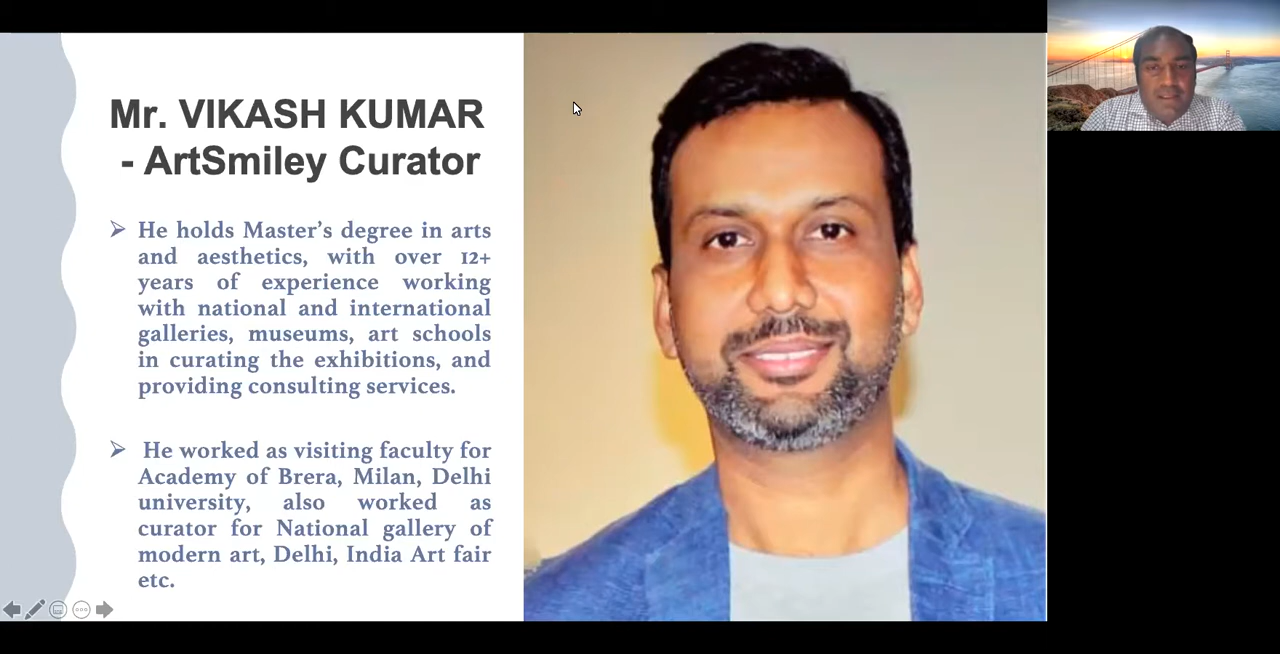 Mr. VIKASH KUMAR
- ArtSmiley Curator
➢ He holds Master's degree in arts
and aesthetics, with over 12+
years of experience working
with national and international
galleries, museums, art schools
in curating the exhibitions, and
providing consulting services.
➢ He worked as visiting faculty for
Academy of Brera, Milan, Delhi
university, also worked as
curator for National gallery of
modern art, Delhi, India Art fair
etc.